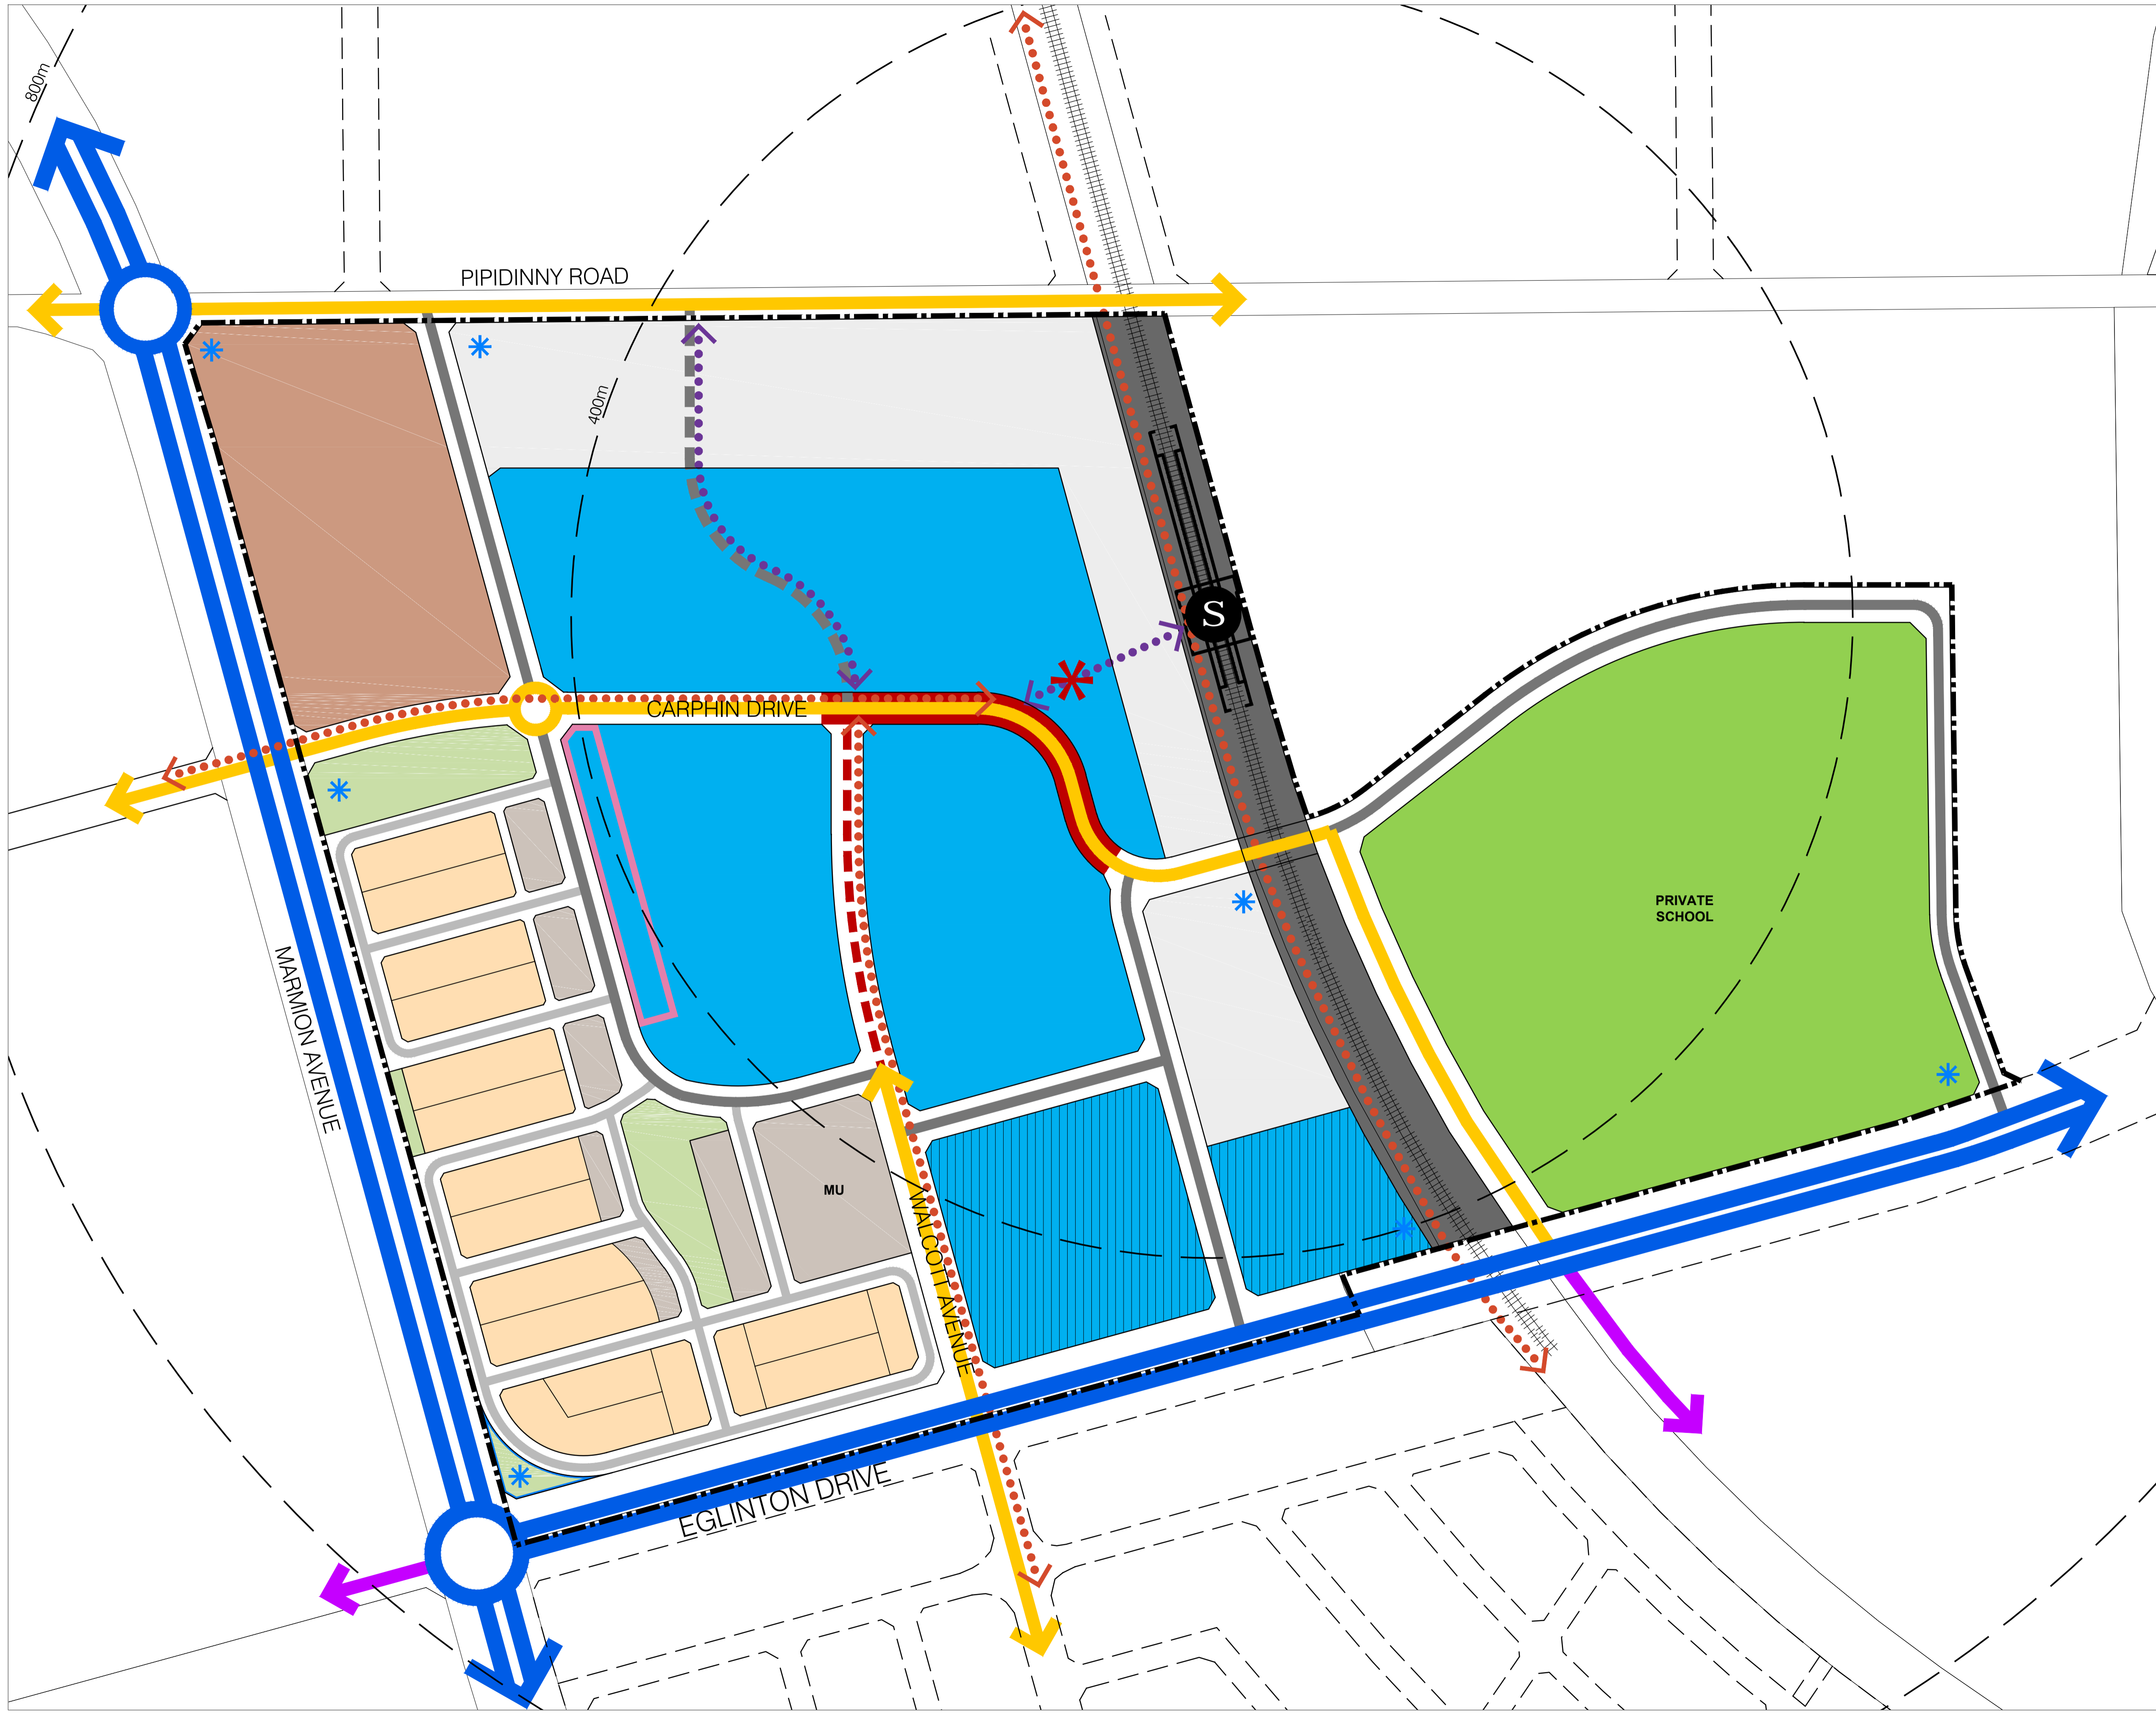 800m
PIPIDINNY ROAD
400m
S
CARPHIN DRIVE
PRIVATE
SCHOOL
MARMION AVENUE
MU
WALCOTT AVENUE
EGLINTON DRIVE